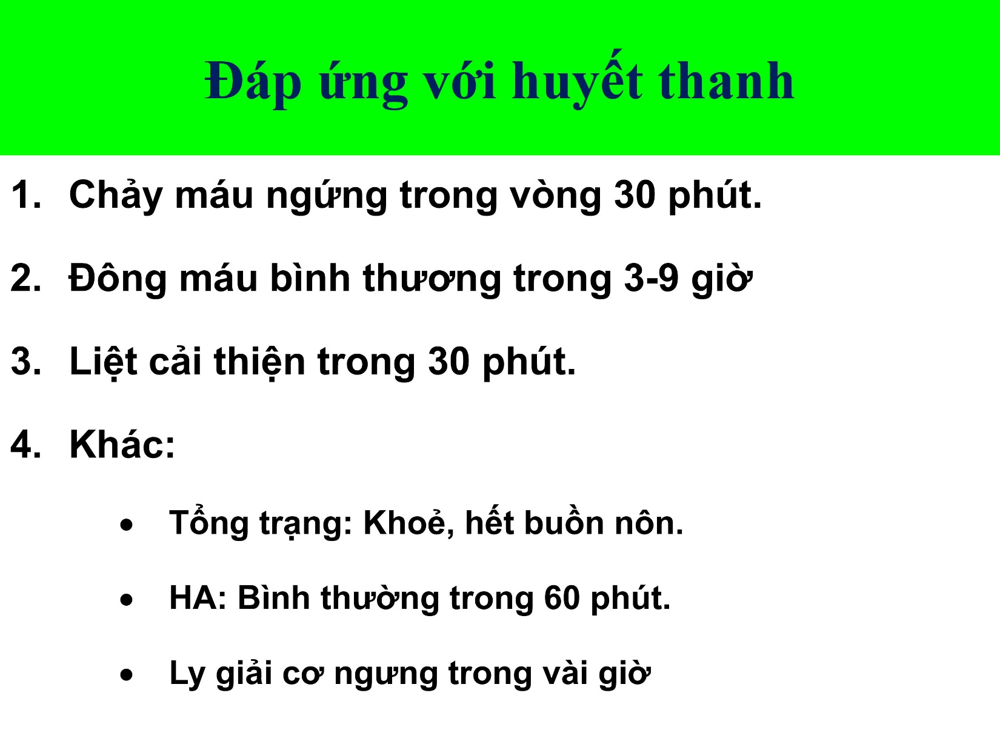 Đáp ứng với huyết thanh
1. Chảy máu ngứng trong vòng 30 phút.
2. Đông máu bình thương trong 3-9 giờ
3. Liệt cải thiện trong 30 phút.
4. Khác:
• Tổng trạng: Khoẻ, hết buồn nôn.
• HA: Bình thường trong 60 phút.
• Ly giải cơ ngưng trong vài giờ